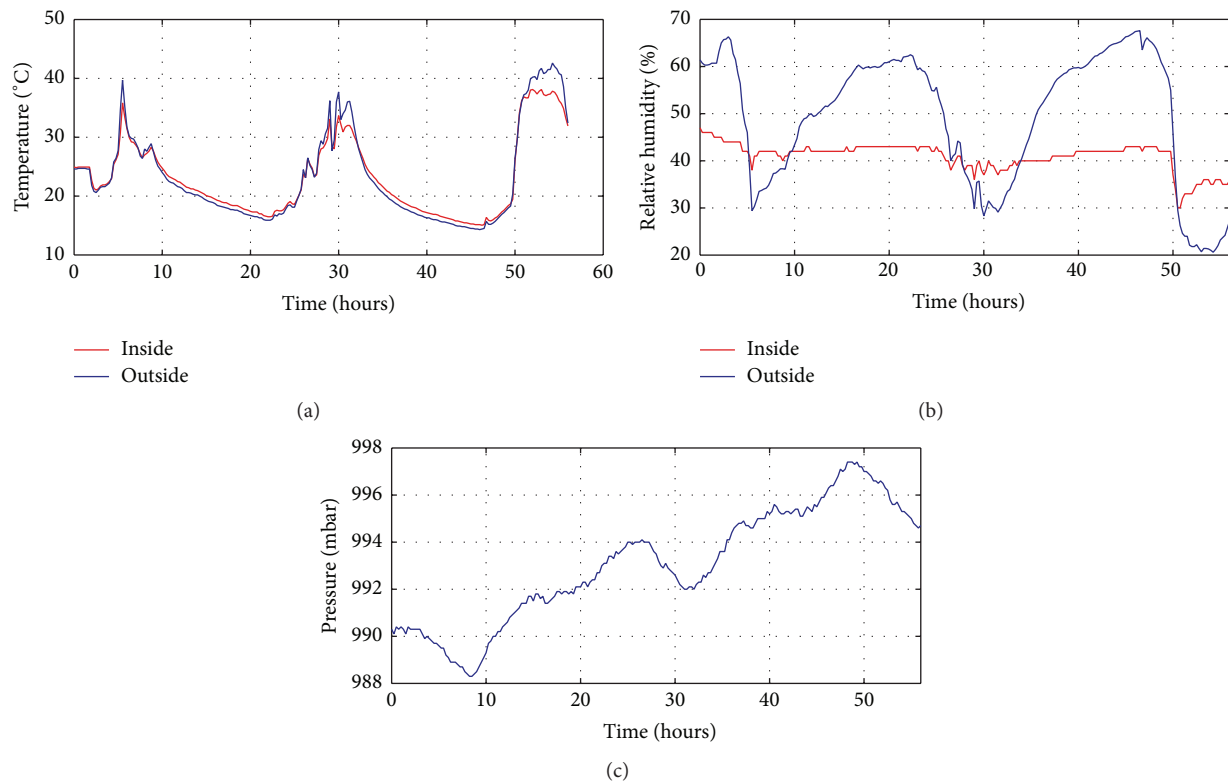 50
40
30
20
10
Temperature (°C)
0 10 20 30 40 50 60
Time (hours)
Inside
Outside
(a)
70
60
50
40
30
20
Relative humidity (%)
0 10 20 30 40 50
Time (hours)
Inside
Outside
(b)
998
996
994
992
990
988
Pressure (mbar)
0 10 20 30 40 50
Time (hours)
(c)